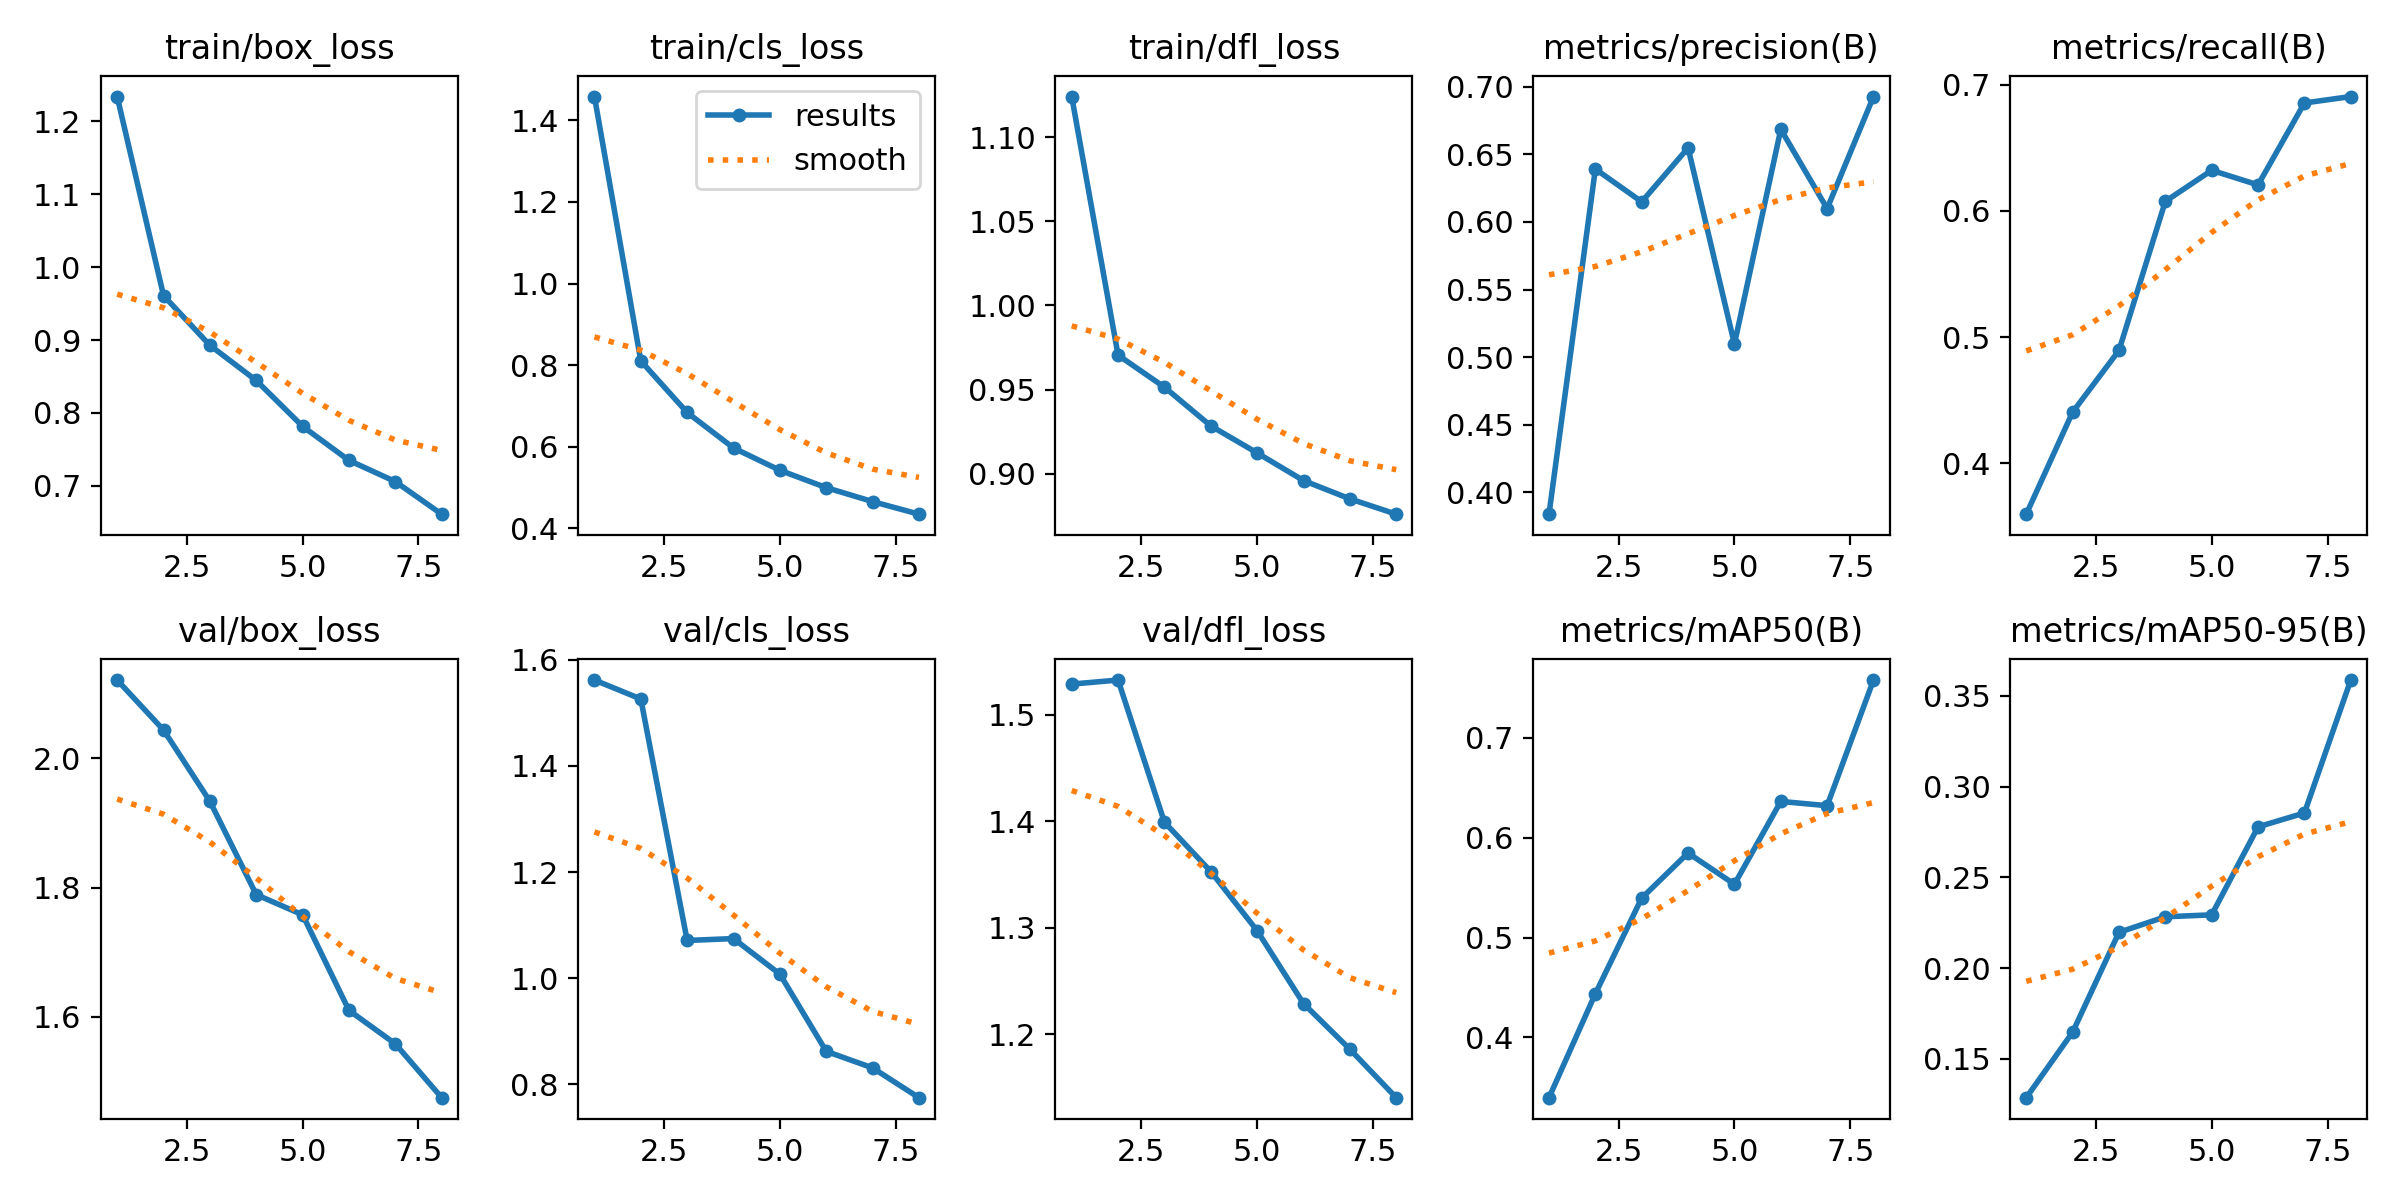 train/box_loss
1.2
1.1
1.0
0.9
0.8
0.7
2.5 5.0 7.5
train/cls_loss
results
smooth
1.4
1.2
1.0
0.8
0.6
0.4
2.5 5.0 7.5
train/dfl_loss
1.10
1.05
1.00
0.95
0.90
2.5 5.0 7.5
metrics/precision(B)
0.70
0.65
0.60
0.55
0.50
0.45
0.40
2.5 5.0 7.5
metrics/recall(B)
0.7
0.6
0.5
0.4
2.5 5.0 7.5
val/box_loss
2.0
1.8
1.6
2.5 5.0 7.5
val/cls_loss
1.6
1.4
1.2
1.0
0.8
2.5 5.0 7.5
val/dfl_loss
1.5
1.4
1.3
1.2
2.5 5.0 7.5
metrics/mAP50(B)
0.7
0.6
0.5
0.4
2.5 5.0 7.5
metrics/mAP50-95(B)
0.35
0.30
0.25
0.20
0.15
2.5 5.0 7.5